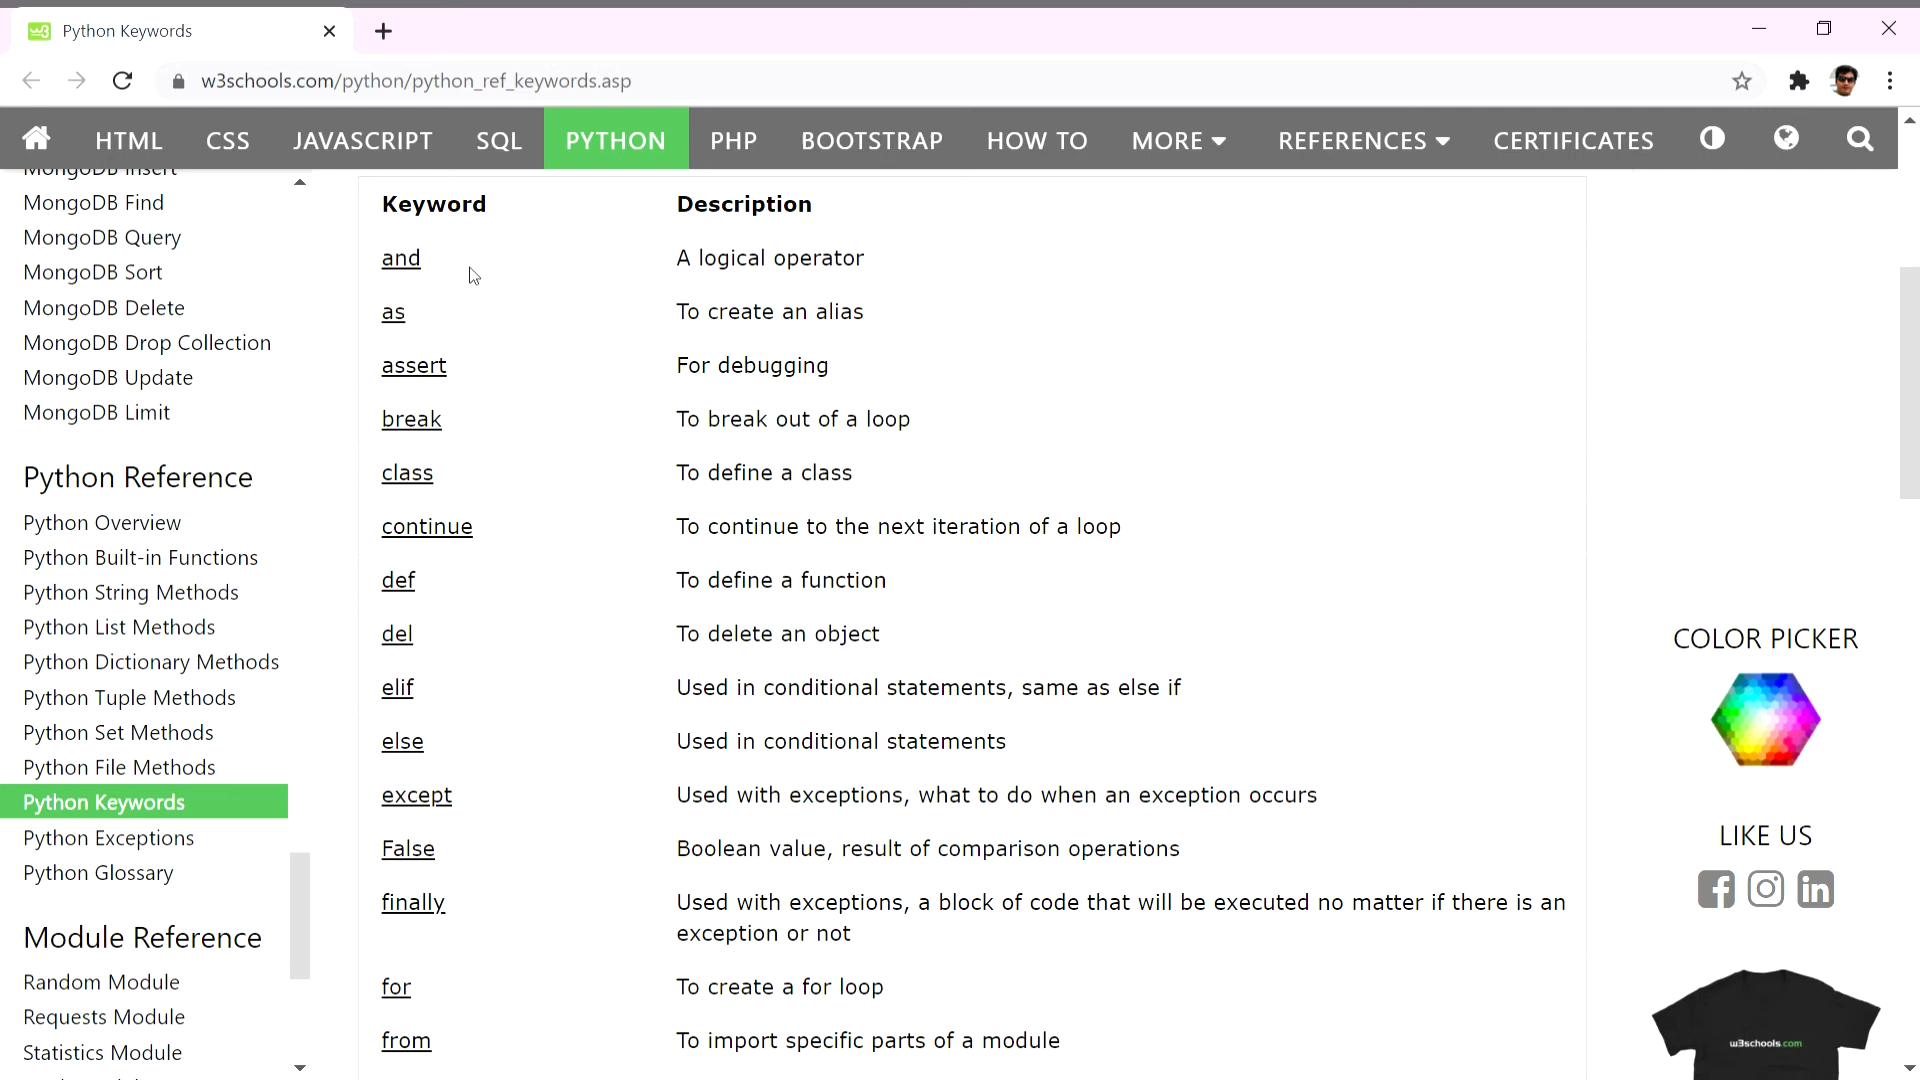 Python Keywords
w3schools.com/python/python_ref_keywords.asp
HTML CSS JAVASCRIPT SQL PYTHON PHP BOOTSTRAP HOW TO MORE REFERENCES CERTIFICATES
MongoDB Insert
MongoDB Find
MongoDB Query
MongoDB Sort
MongoDB Delete
MongoDB Drop Collection
MongoDB Update
MongoDB Limit
Python Reference
Python Overview
Python Built-in Functions
Python String Methods
Python List Methods
Python Dictionary Methods
Python Tuple Methods
Python Set Methods
Python File Methods
Python Keywords
Python Exceptions
Python Glossary
Module Reference
Random Module
Requests Module
Statistics Module
Keyword Description
and A logical operator
as To create an alias
assert For debugging
break To break out of a loop
class To define a class
continue To continue to the next iteration of a loop
def To define a function
del To delete an object
elif Used in conditional statements, same as else if
else Used in conditional statements
except Used with exceptions, what to do when an exception occurs
False Boolean value, result of comparison operations
finally Used with exceptions, a block of code that will be executed no matter if there is an
exception or not
for To create a for loop
from To import specific parts of a module
COLOR PICKER
LIKE US
w3schools.com